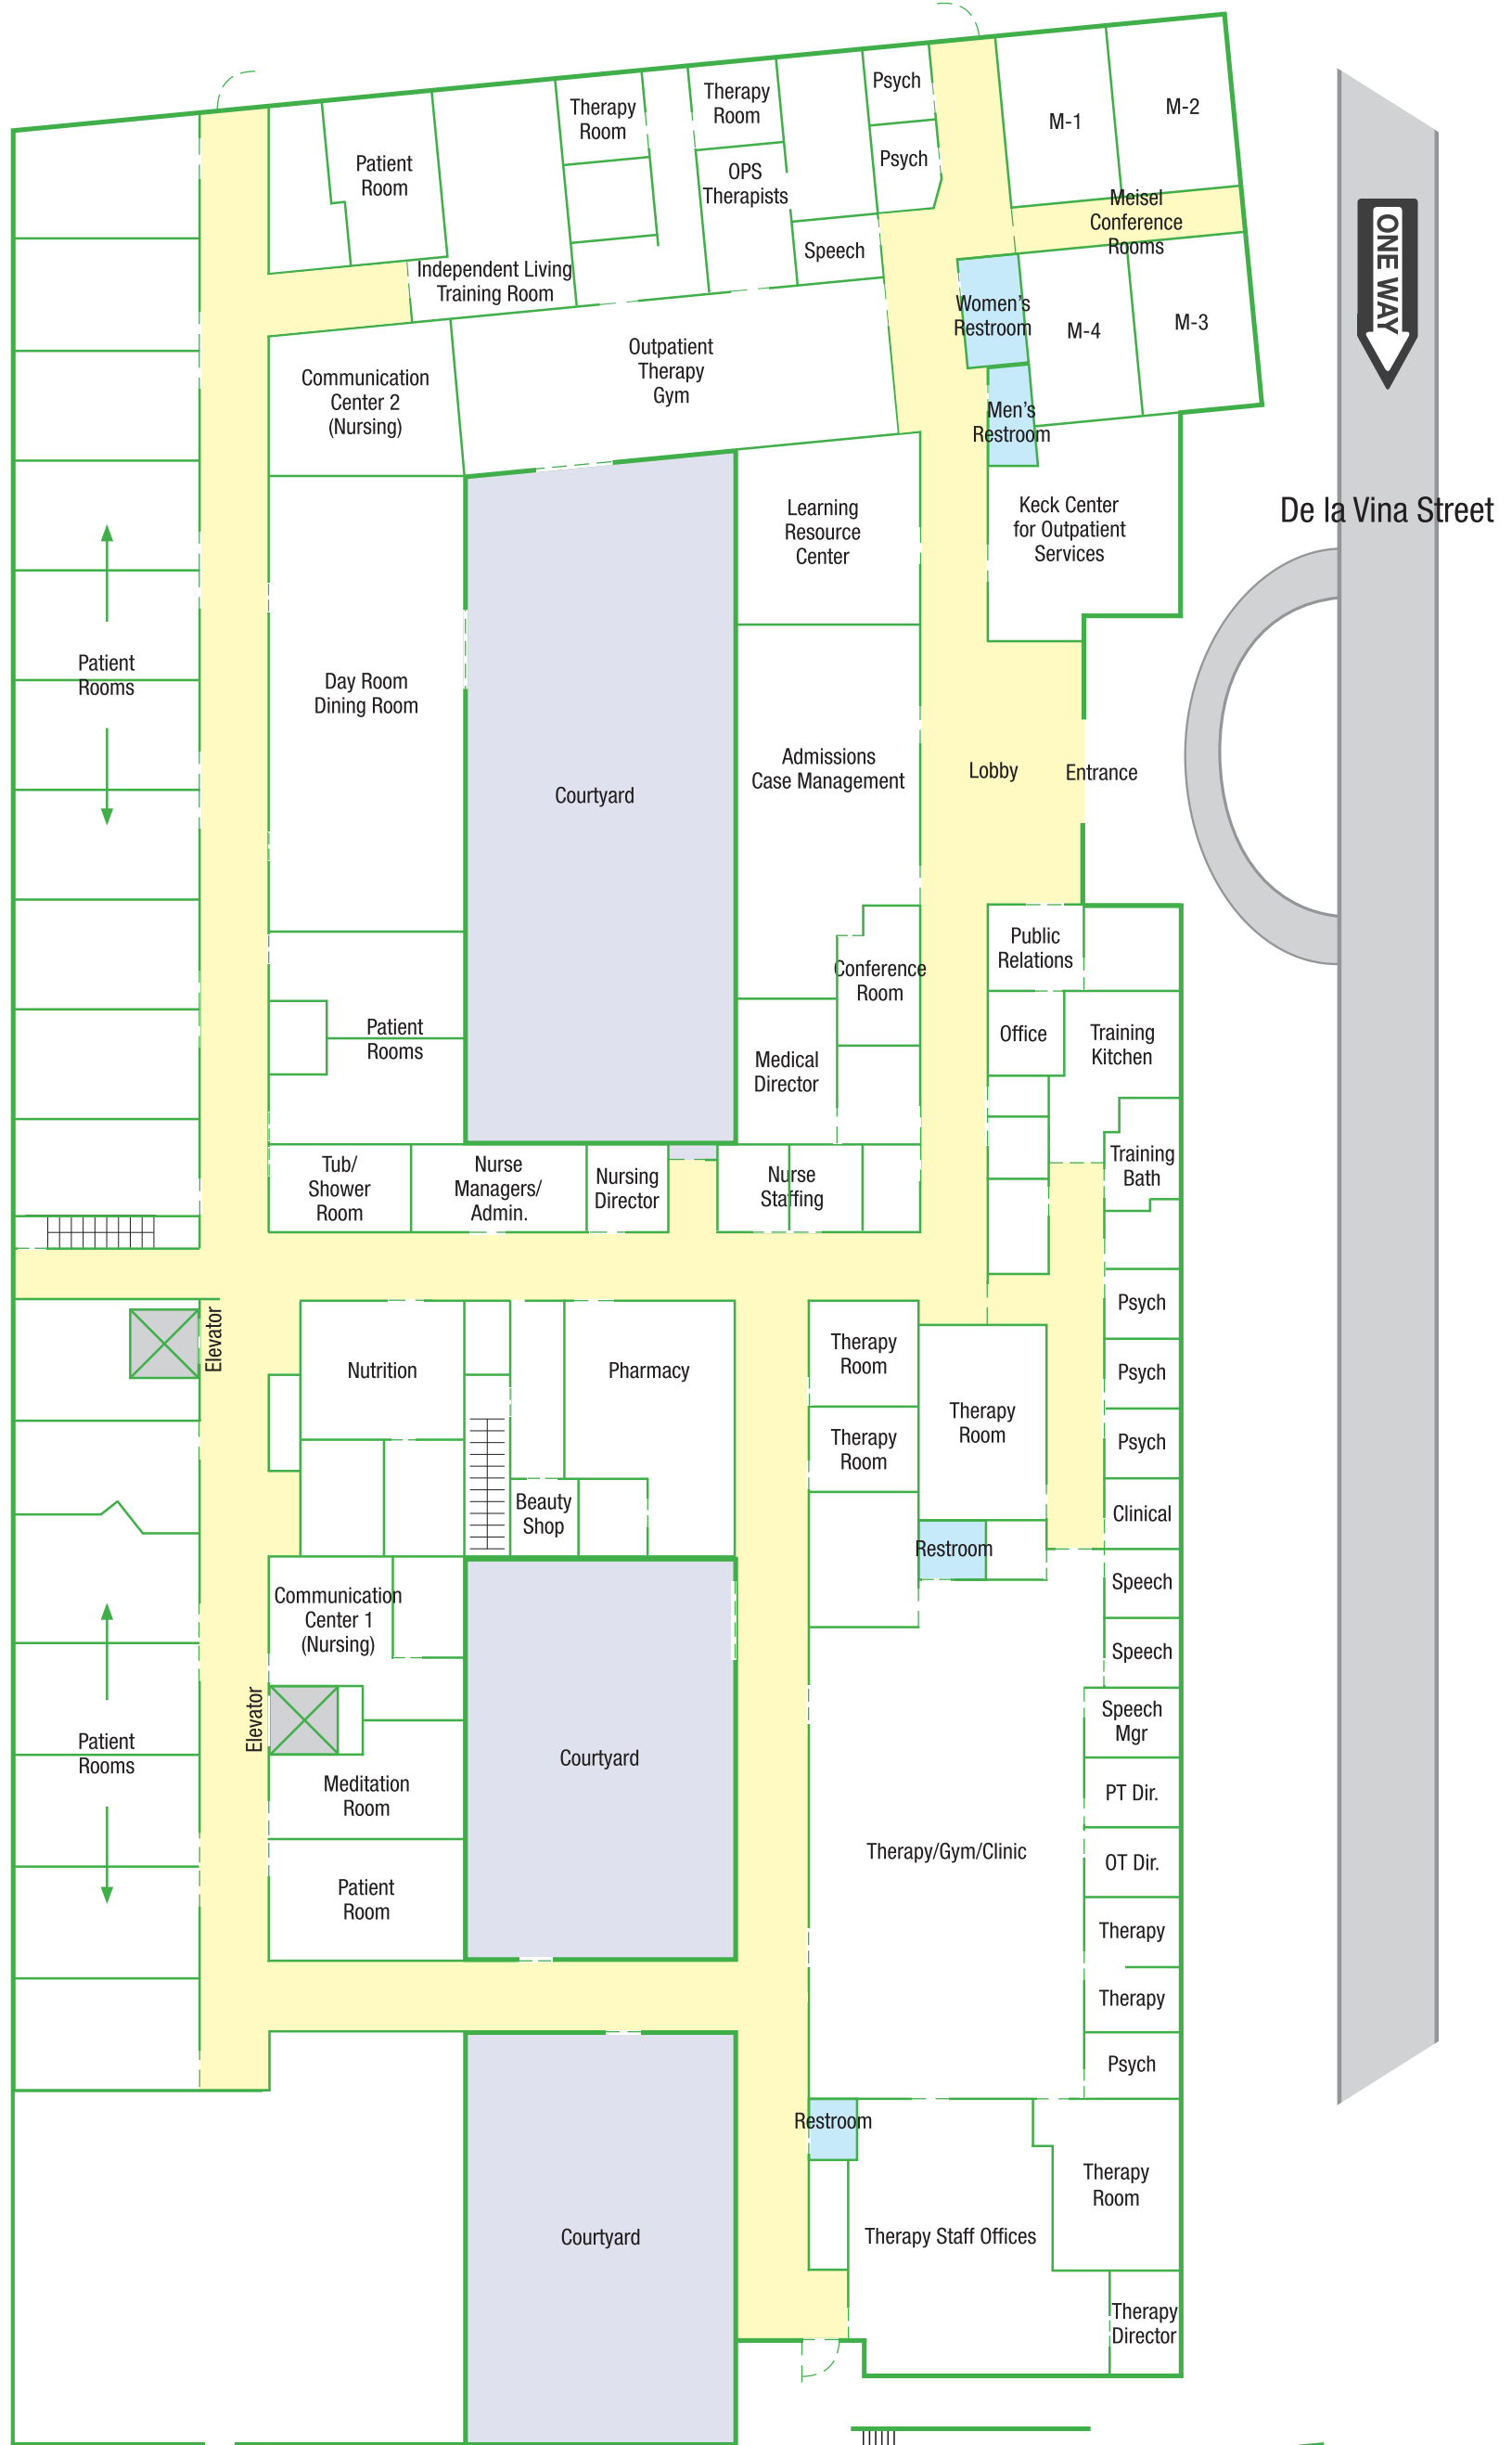 Psych
Therapy
Room
Therapy
Room
M-1
M-2
Patient
Room
Psych
OPS
Therapists
Meisel
Conference
Rooms
Speech
Independent Living
Training Room
ONE WAY
Women's
Restroom
M-4
M-3
Outpatient
Therapy
Gym
Communication
Center 2
(Nursing)
Men's
Restroom
Learning
Resource
Center
Keck Center
for Outpatient
Services
De la Vina Street
Patient
Rooms
Day Room
Dining Room
Admissions
Case Management
Lobby
Entrance
Courtyard
Public
Relations
Conference
Room
Patient
Rooms
Office
Training
Kitchen
Medical
Director
Tub/
Shower
Room
Nurse
Managers/
Admin.
Nursing
Director
Nurse
Staffing
Training
Bath
Psych
Elevator
Nutrition
Pharmacy
Therapy
Room
Psych
Therapy
Room
Therapy
Room
Psych
Beauty
Shop
Clinical
Restroom
Communication
Center 1
(Nursing)
Speech
Speech
Elevator
Speech
Mgr
Patient
Rooms
Courtyard
Meditation
Room
PT Dir.
Therapy/Gym/Clinic
OT Dir.
Patient
Room
Therapy
Therapy
Psych
Restroom
Therapy
Room
Courtyard
Therapy Staff Offices
Therapy
Director